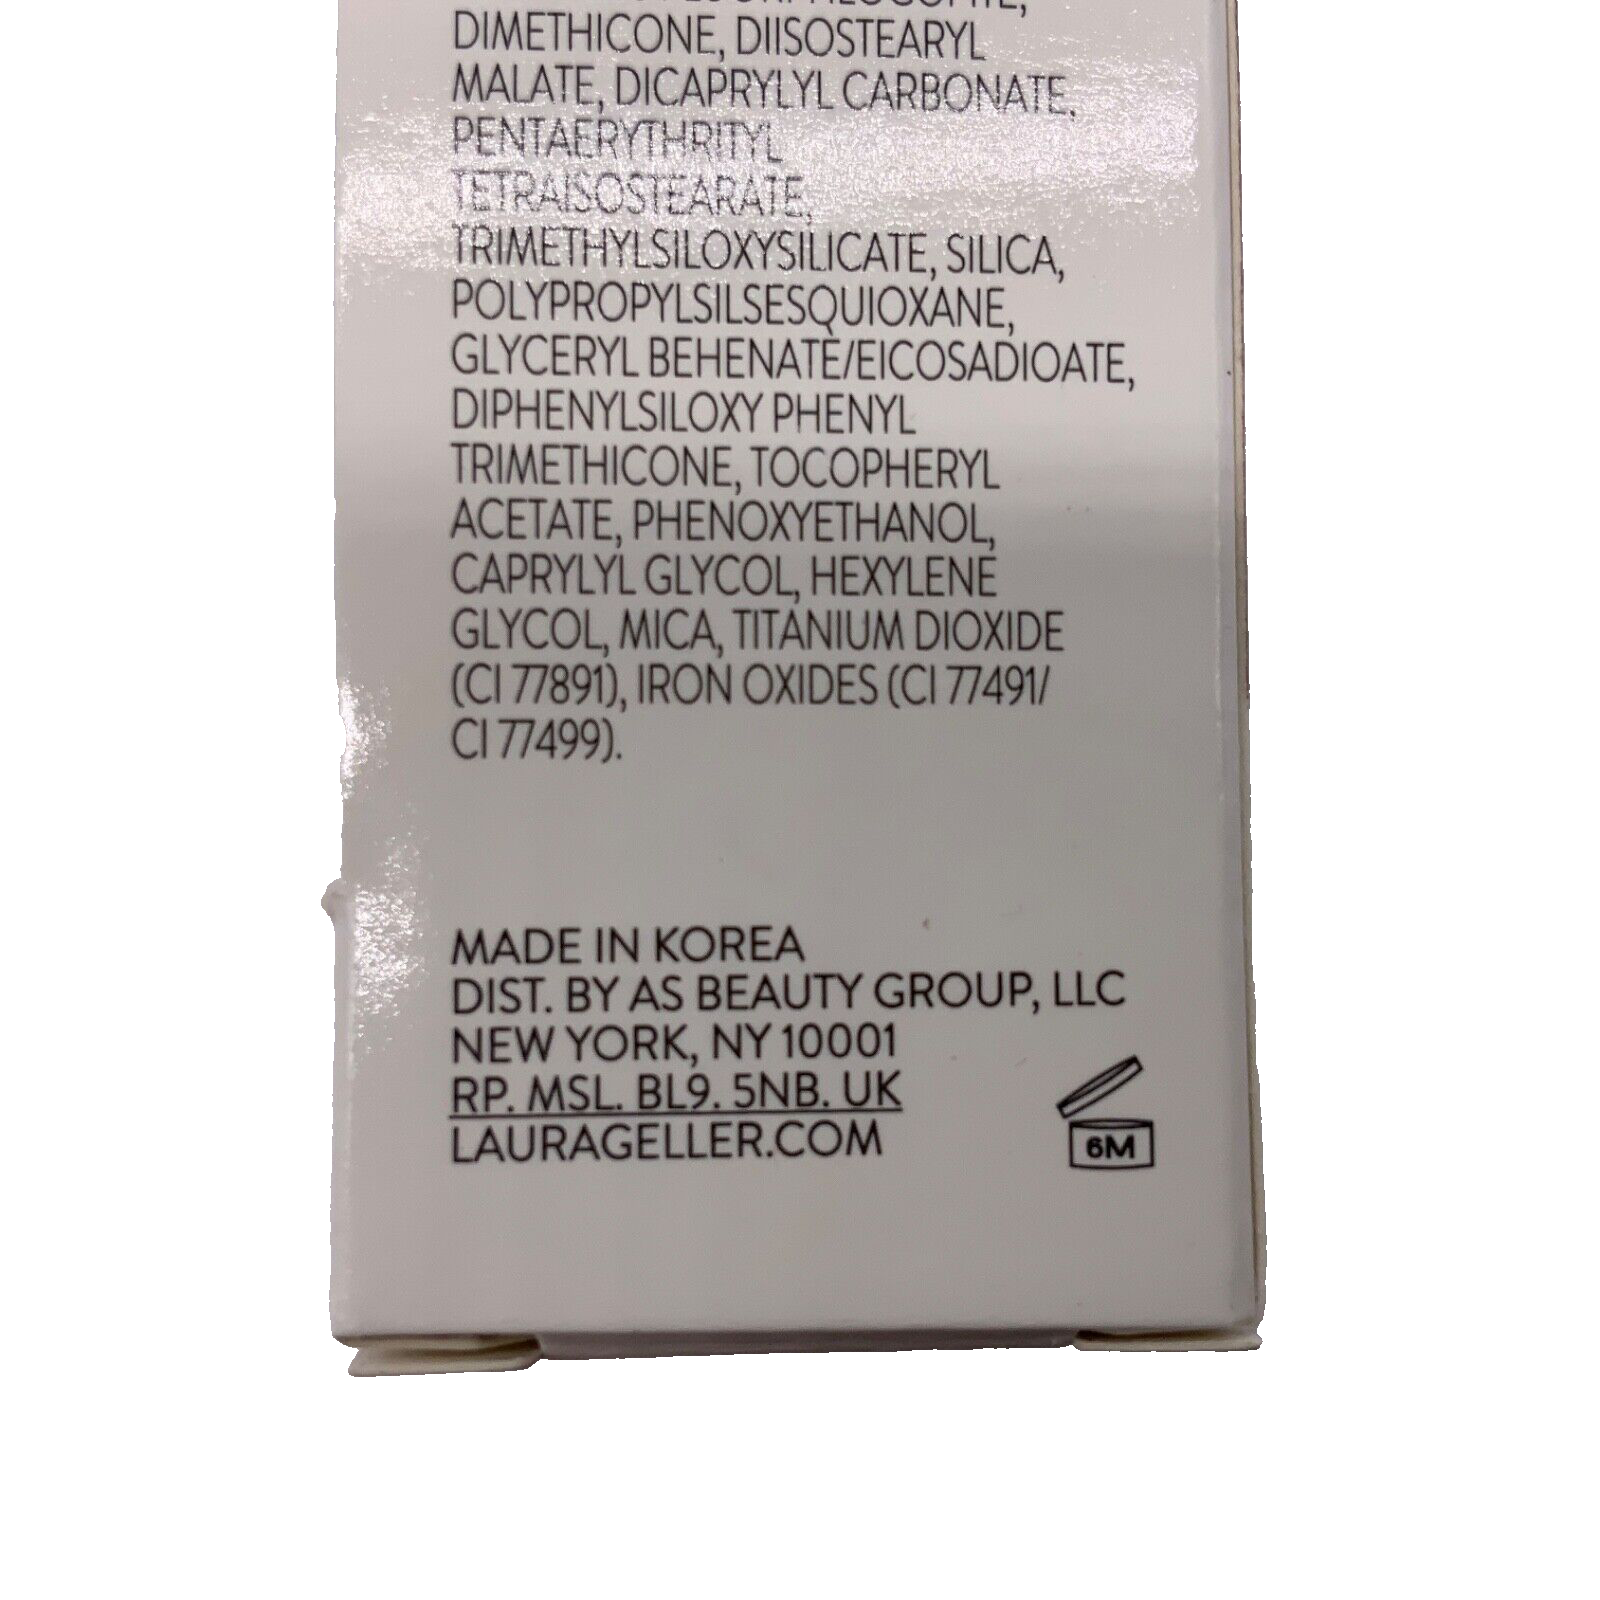 DIMETHICONE, DIISOSTEARYL
MALATE, DICAPRYLYL CARBONATE,
PENTAERYTHRITYL
TETRAISOSTEARATE,
TRIMETHYLSILOXYSILICATE, SILICA,
POLYPROPYLSILSESQUIOXANE,
GLYCERYL BEHENATE/EICOSADIOATE,
DIPHENYLSILOXY PHENYL
TRIMETHICONE, TOCOPHERYL
ACETATE, PHENOXYETHANOL,
CAPRYLYL GLYCOL, HEXYLENE
GLYCOL, MICA, TITANIUM DIOXIDE
(CI 77891), IRON OXIDES (CI 77491/
CI 77499).
MADE IN KOREA
DIST. BY AS BEAUTY GROUP, LLC
NEW YORK, NY 10001
RP. MSL. BL9. 5NB. UK
LAURAGELLER.COM
6M